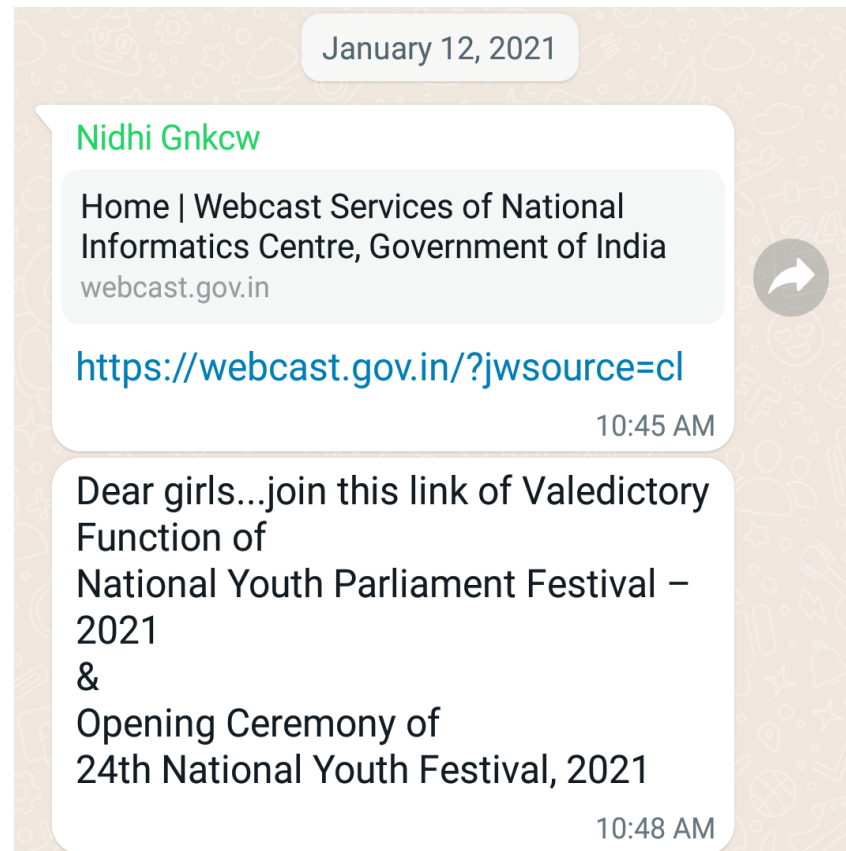 January 12, 2021
Nidhi Gnkcw
Home | Webcast Services of National
Informatics Centre, Government of India
webcast.gov.in
https://webcast.gov.in/?jwsource=cl
10:45 AM
Dear girls...join this link of Valedictory
Function of
National Youth Parliament Festival –
2021
&
Opening Ceremony of
24th National Youth Festival, 2021
10:48 AM